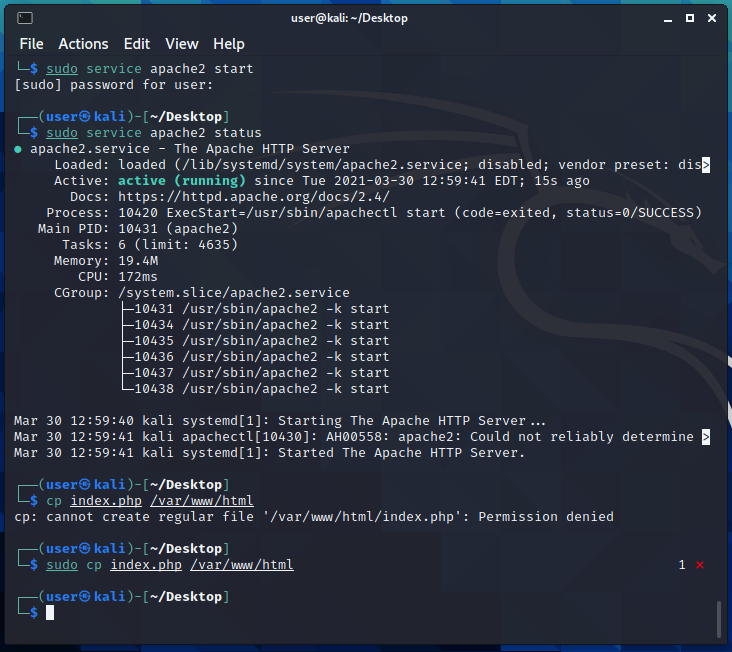 user@kali: ~/Desktop
File Actions Edit View Help
└─$ sudo service apache2 start
[sudo] password for user:
┌──(user㉿kali)-[~/Desktop]
└─$ sudo service apache2 status
● apache2.service - The Apache HTTP Server
     Loaded: loaded (/lib/systemd/system/apache2.service; disabled; vendor preset: dis>
     Active: active (running) since Tue 2021-03-30 12:59:41 EDT; 15s ago
       Docs: https://httpd.apache.org/docs/2.4/
    Process: 10420 ExecStart=/usr/sbin/apachectl start (code=exited, status=0/SUCCESS)
   Main PID: 10431 (apache2)
      Tasks: 6 (limit: 4635)
     Memory: 19.4M
        CPU: 172ms
     CGroup: /system.slice/apache2.service
             ├─10431 /usr/sbin/apache2 -k start
             ├─10434 /usr/sbin/apache2 -k start
             ├─10435 /usr/sbin/apache2 -k start
             ├─10436 /usr/sbin/apache2 -k start
             ├─10437 /usr/sbin/apache2 -k start
             └─10438 /usr/sbin/apache2 -k start
Mar 30 12:59:40 kali systemd[1]: Starting The Apache HTTP Server...
Mar 30 12:59:41 kali apachectl[10430]: AH00558: apache2: Could not reliably determine >
Mar 30 12:59:41 kali systemd[1]: Started The Apache HTTP Server.
┌──(user㉿kali)-[~/Desktop]
└─$ cp index.php /var/www/html
cp: cannot create regular file '/var/www/html/index.php': Permission denied
┌──(user㉿kali)-[~/Desktop]
└─$ sudo cp index.php /var/www/html 1 ⨯
┌──(user㉿kali)-[~/Desktop]
└─$